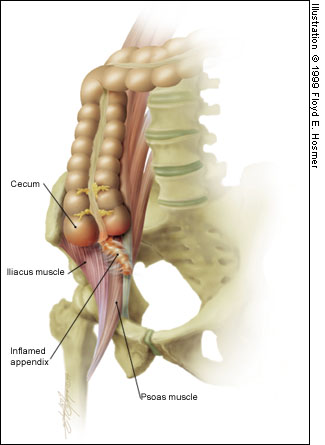 Illustration © 1999 Floyd E. Hosmer
Cecum
Iliacus muscle
Inflamed
appendix
Psoas muscle